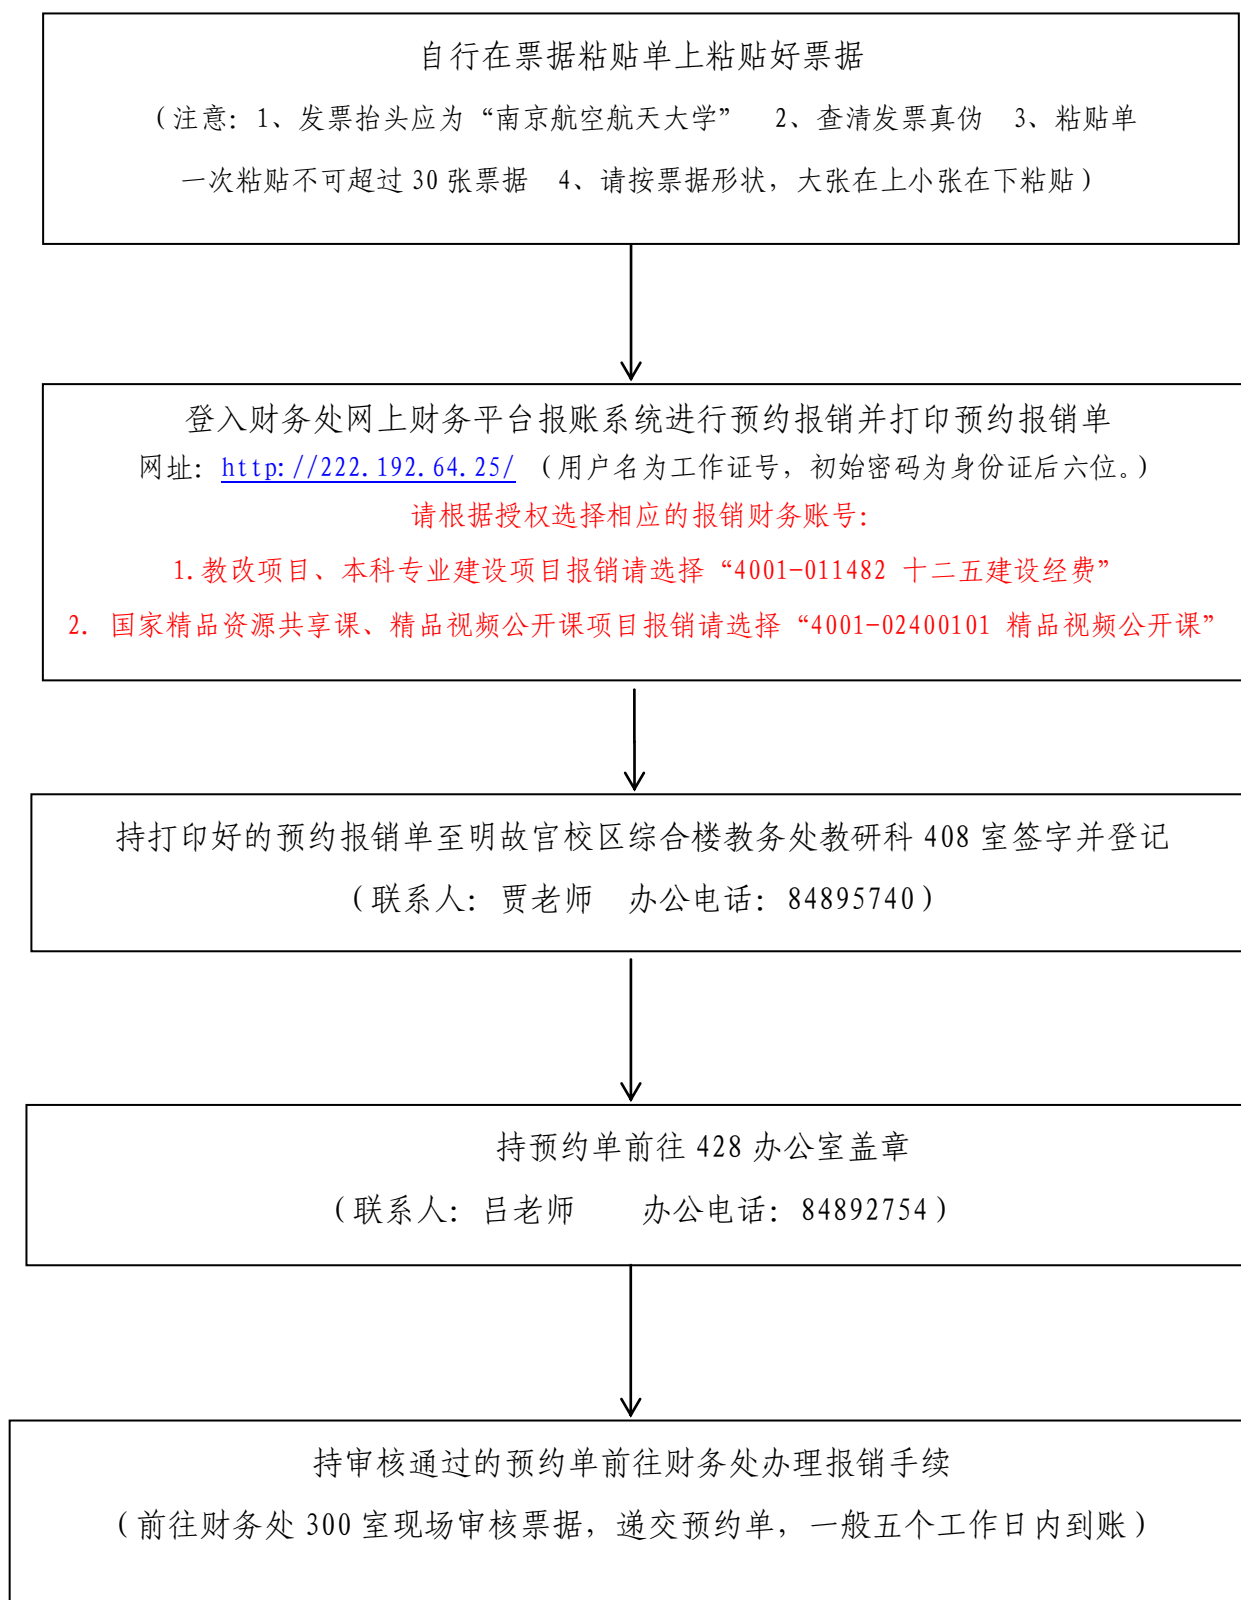 自行在票据粘贴单上粘贴好票据
（注意：1、发票抬头应为“南京航空航天大学” 2、查清发票真伪 3、粘贴单
一次粘贴不可超过 30 张票据 4、请按票据形状，大张在上小张在下粘贴）
登入财务处网上财务平台报账系统进行预约报销并打印预约报销单
网址：http://222.192.64.25/ （用户名为工作证号，初始密码为身份证后六位。）
请根据授权选择相应的报销财务账号：
1.教改项目、本科专业建设项目报销请选择“4001-011482 十二五建设经费”
2. 国家精品资源共享课、精品视频公开课项目报销请选择“4001-02400101 精品视频公开课”
持打印好的预约报销单至明故宫校区综合楼教务处教研科 408 室签字并登记
（联系人：贾老师 办公电话：84895740）
持预约单前往 428 办公室盖章
（联系人：吕老师 办公电话：84892754）
持审核通过的预约单前往财务处办理报销手续
（前往财务处 300 室现场审核票据，递交预约单，一般五个工作日内到账）